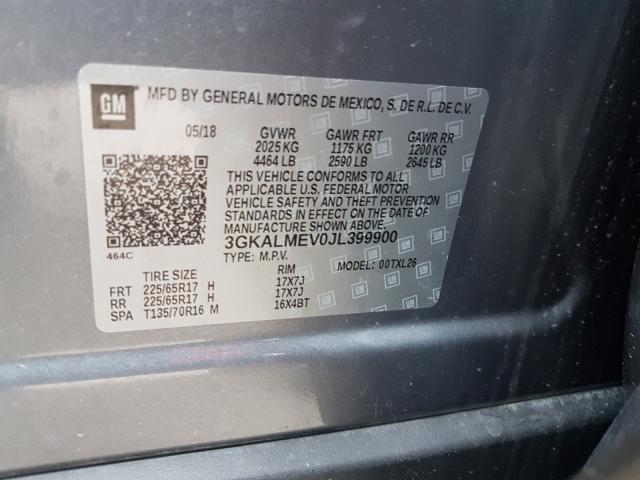 GM MFD BY GENERAL MOTORS DE MEXICO, S. DE R.L. DE C.V.
05/18 GVWR GAWR FRT GAWR RR
2025 KG 1175 KG 1200 KG
4464 LB 2590 LB 2645 LB
THIS VEHICLE CONFORMS TO ALL
APPLICABLE U.S. FEDERAL MOTOR
VEHICLE SAFETY AND THEFT PREVENTION
STANDARDS IN EFFECT ON THE DATE OF
MANUFACTURE SHOWN ABOVE.
3GKALMEV0JL399900
464C
TYPE: M.P.V. MODEL: 00TXL26
TIRE SIZE RIM
FRT 225/65R17 H 17X7J
RR 225/65R17 H 17X7J
SPA T135/70R16 M 16X4BT